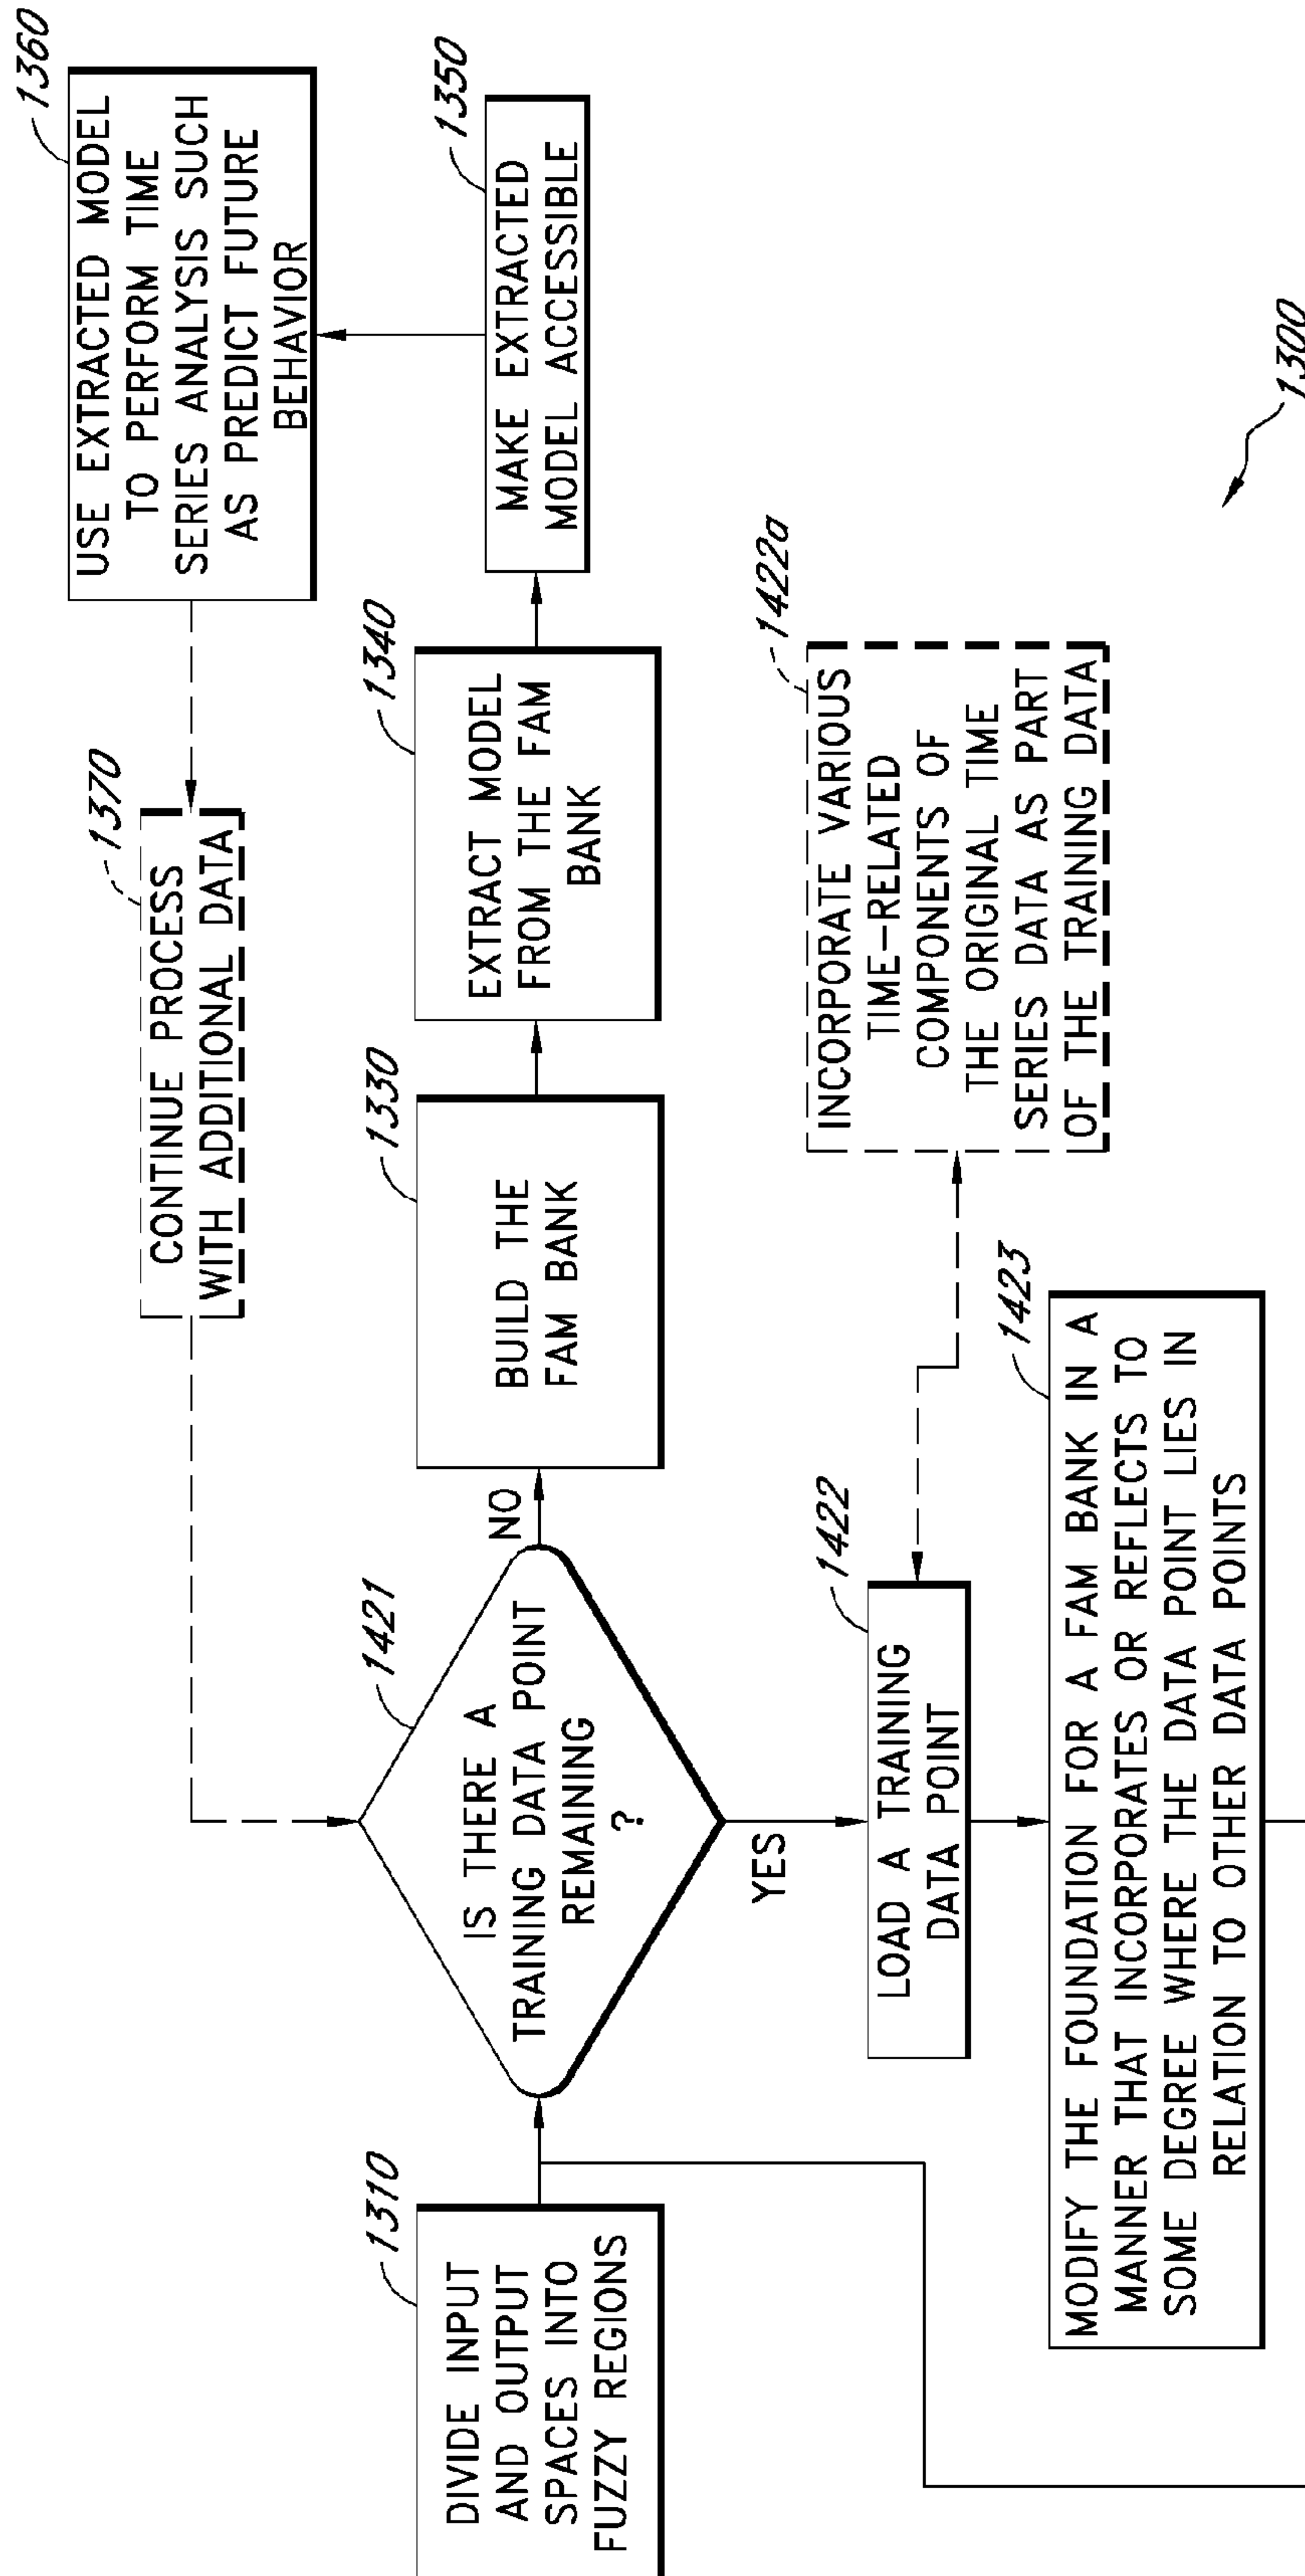 1360
USE EXTRACTED MODEL
TO PERFORM TIME
SERIES ANALYSIS SUCH
AS PREDICT FUTURE
BEHAVIOR
1370
CONTINUE PROCESS
WITH ADDITIONAL DATA
1310
DIVIDE INPUT
AND OUTPUT
SPACES INTO
FUZZY REGIONS
1421
IS THERE A
TRAINING DATA POINT
REMAINING
?
NO
YES
1330
BUILD THE
FAM BANK
1340
EXTRACT MODEL
FROM THE FAM
BANK
1350
MAKE EXTRACTED
MODEL ACCESSIBLE
1422
LOAD A TRAINING
DATA POINT
1422a
INCORPORATE VARIOUS
TIME-RELATED
COMPONENTS OF
THE ORIGINAL TIME
SERIES DATA AS PART
OF THE TRAINING DATA
1423
MODIFY THE FOUNDATION FOR A FAM BANK IN A
MANNER THAT INCORPORATES OR REFLECTS TO
SOME DEGREE WHERE THE DATA POINT LIES IN
RELATION TO OTHER DATA POINTS
1300